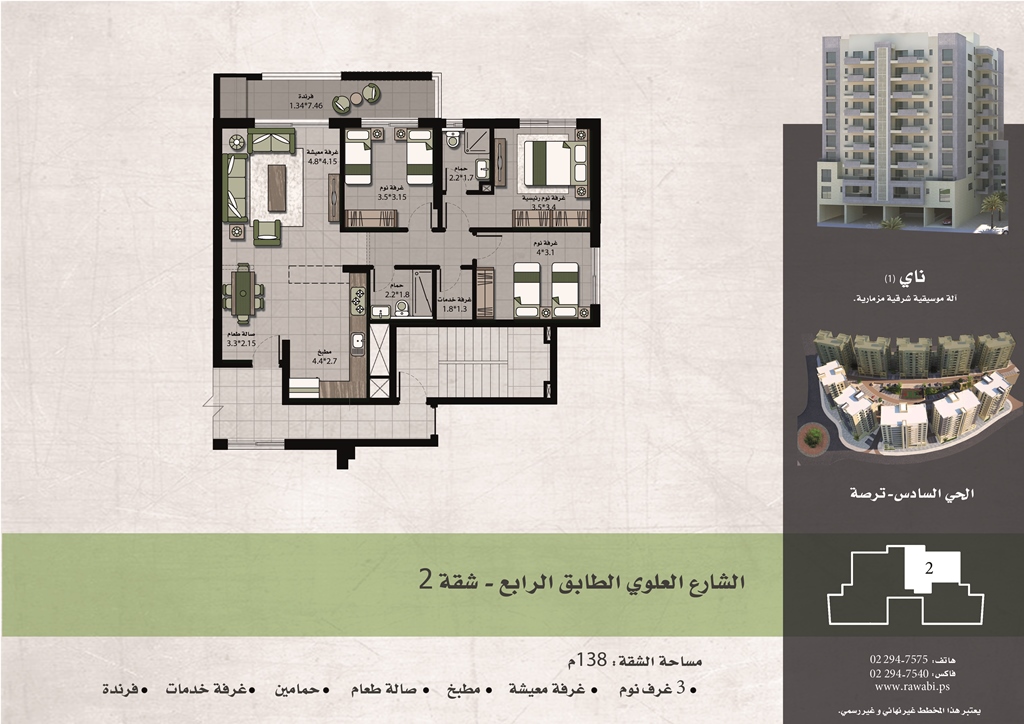 فرندة
1.34*7.46
غرفة معيشة
4.8*4.15
غرفة نوم
3.5*3.15
حمام
2.2*1.7
غرفة نوم رئيسية
3.5*3.4
غرفة نوم
4*3.1
حمام
2.2*1.8
غرفة خدمات
1.8*1.3
صالة طعام
3.3*2.15
مطبخ
4.4*2.7
ناي (1)
آلة موسيقية شرقية مزمارية.
الحي السادس-ترصة
2
الشارع العلوي الطابق الرابع - شقة 2
مساحة الشقة: 138م
• 3 غرف نوم • غرفة معيشة • مطبخ • صالة طعام • حمامين • غرفة خدمات • فرندة
هاتف: 02 294-7575
فاكس: 02 294-7540
www.rawabi.ps
يعتبر هذا المخطط غير نهائي و غير رسمي.